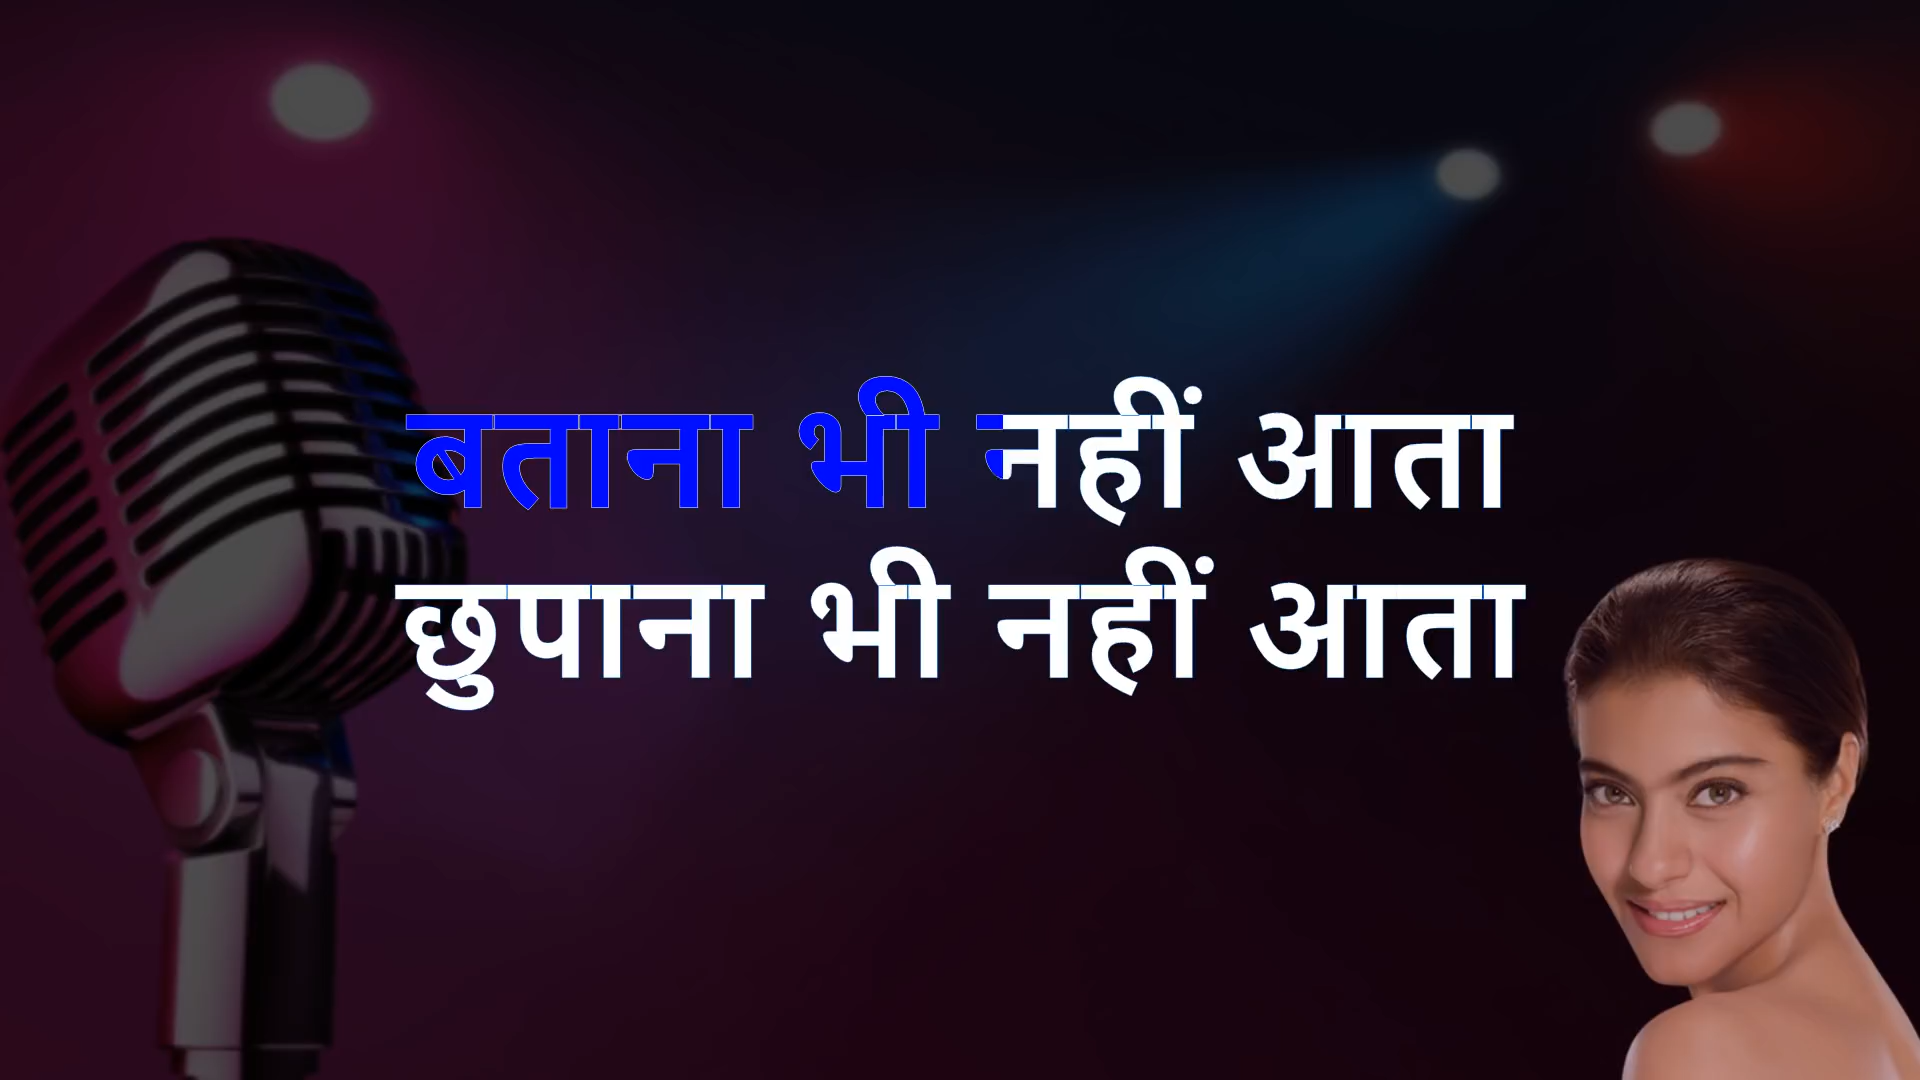 बताना भी नहीं आता
छुपाना भी नहीं आता